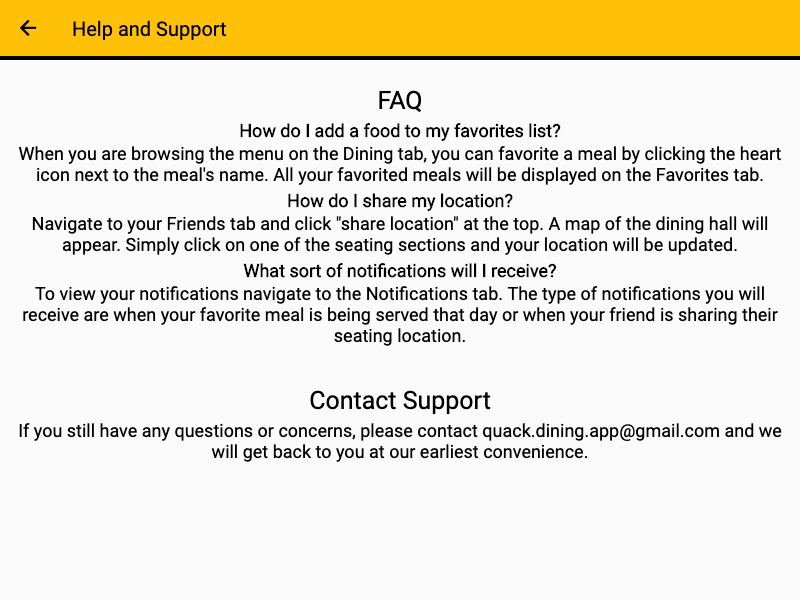 Help and Support
FAQ
How do I add a food to my favorites list?
When you are browsing the menu on the Dining tab, you can favorite a meal by clicking the heart
icon next to the meal's name. All your favorited meals will be displayed on the Favorites tab.
How do I share my location?
Navigate to your Friends tab and click "share location" at the top. A map of the dining hall will
appear. Simply click on one of the seating sections and your location will be updated.
What sort of notifications will I receive?
To view your notifications navigate to the Notifications tab. The type of notifications you will
receive are when your favorite meal is being served that day or when your friend is sharing their
seating location.
Contact Support
If you still have any questions or concerns, please contact quack.dining.app@gmail.com and we
will get back to you at our earliest convenience.